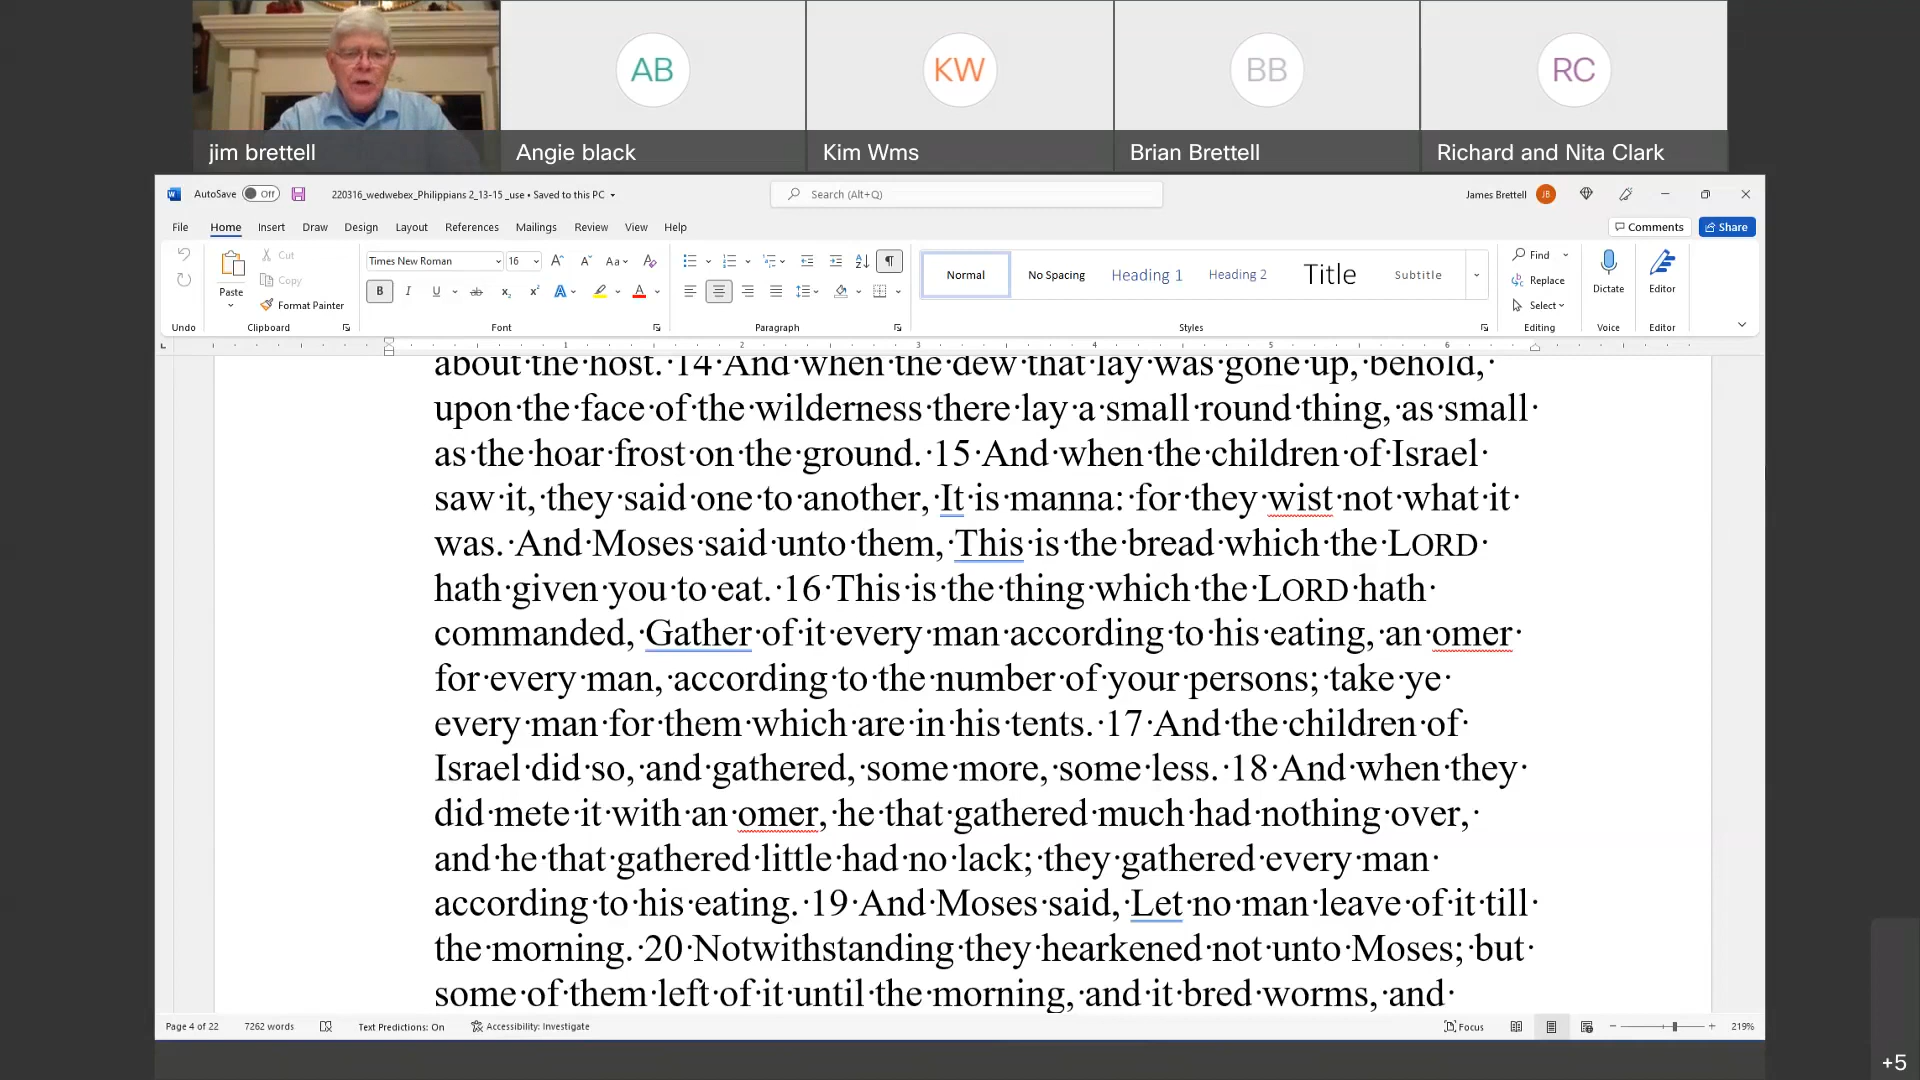 AB
KW
BB
RC
jim brettell
Angie black
Kim Wms
Brian Brettell
Richard and Nita Clark
AutoSave Off
220316_wedwebex_Philippians 2_13-15 _use • Saved to this PC
Search (Alt+Q)
James Brettell JB
File Home Insert Draw Design Layout References Mailings Review View Help
Comments Share
Paste
Cut
Copy
Format Painter
Times New Roman 16
Normal
No Spacing
Heading 1
Heading 2
Title
Subtitle
Find
Replace
Select
Dictate
Editor
Undo Clipboard Font Paragraph Styles Editing Voice Editor
1 2 3 4 5 6
about·the·host.·14·And·when·the·dew·that·lay·was·gone·up,·behold,·
upon·the·face·of·the·wilderness·there·lay·a·small·round·thing,·as·small·
as·the·hoar·frost·on·the·ground.·15·And·when·the·children·of·Israel·
saw·it,·they·said·one·to·another,·It·is·manna:·for·they·wist·not·what·it·
was.·And·Moses·said·unto·them,·This·is·the·bread·which·the·LORD·
hath·given·you·to·eat.·16·This·is·the·thing·which·the·LORD·hath·
commanded,·Gather·of·it·every·man·according·to·his·eating,·an·omer·
for·every·man,·according·to·the·number·of·your·persons;·take·ye·
every·man·for·them·which·are·in·his·tents.·17·And·the·children·of·
Israel·did·so,·and·gathered,·some·more,·some·less.·18·And·when·they·
did·mete·it·with·an·omer,·he·that·gathered·much·had·nothing·over,·
and·he·that·gathered·little·had·no·lack;·they·gathered·every·man·
according·to·his·eating.·19·And·Moses·said,·Let·no·man·leave·of·it·till·
the·morning.·20·Notwithstanding·they·hearkened·not·unto·Moses;·but·
some·of·them·left·of·it·until·the·morning,·and·it·bred·worms,·and·
Page 4 of 22 7262 words Text Predictions: On Accessibility: Investigate Focus 219%
+5